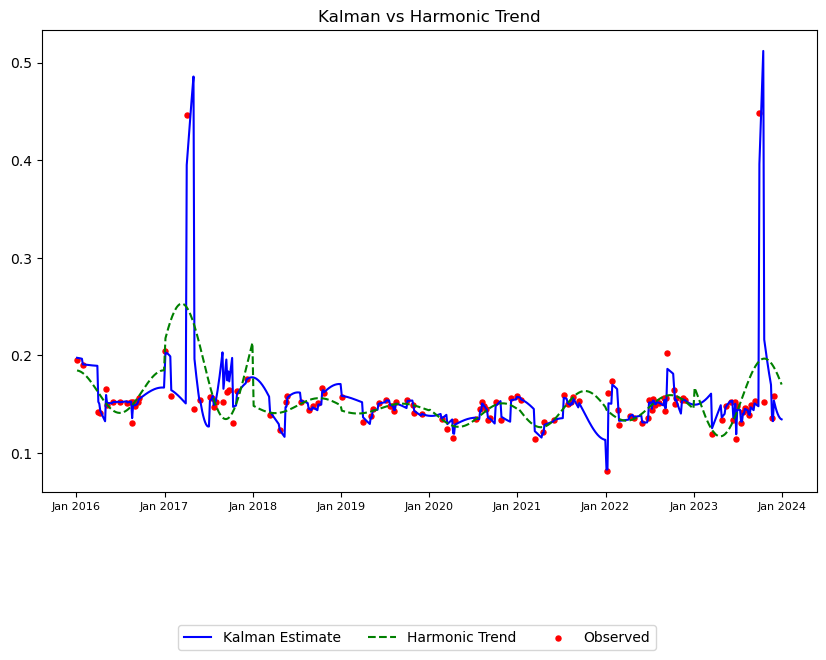 Kalman vs Harmonic Trend
0.5
0.4
0.3
0.2
0.1
Jan 2016 Jan 2017 Jan 2018 Jan 2019 Jan 2020 Jan 2021 Jan 2022 Jan 2023 Jan 2024
Kalman Estimate Harmonic Trend Observed